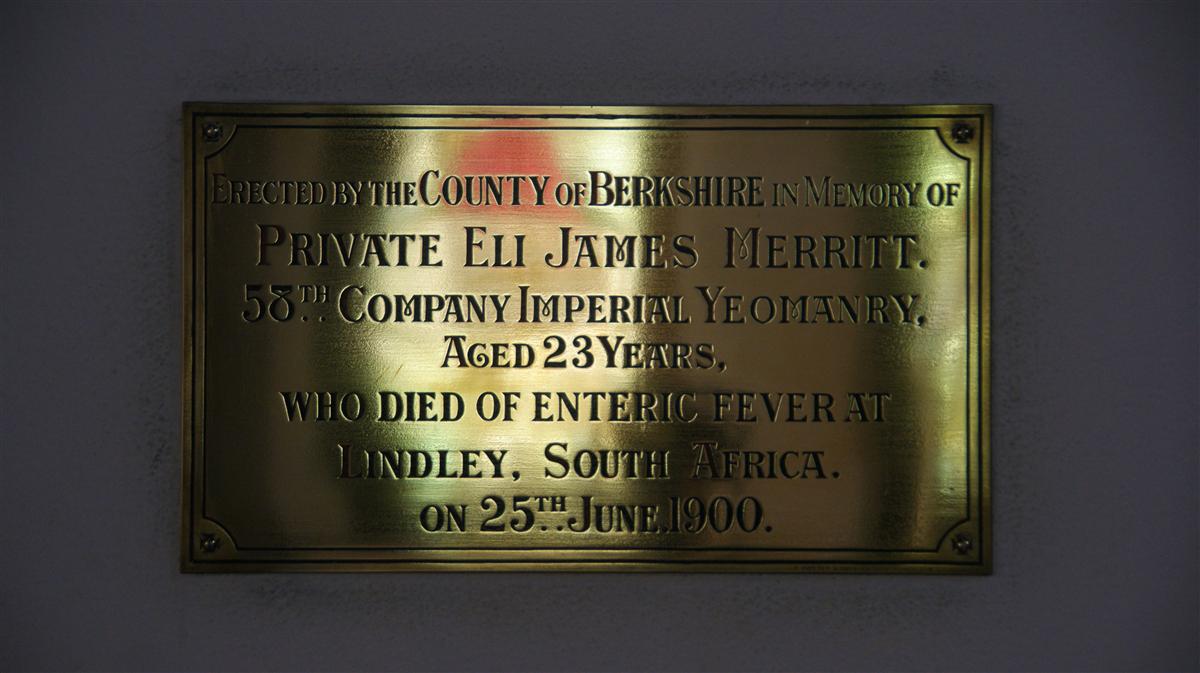 ERECTED BY THE COUNTY OF BERKSHIRE IN MEMORY OF
PRIVATE ELI JAMES MERRITT.
58TH COMPANY IMPERIAL YEOMANRY,
AGED 23 YEARS,
WHO DIED OF ENTERIC FEVER AT
LINDLEY, SOUTH AFRICA.
ON 25TH JUNE, 1900.